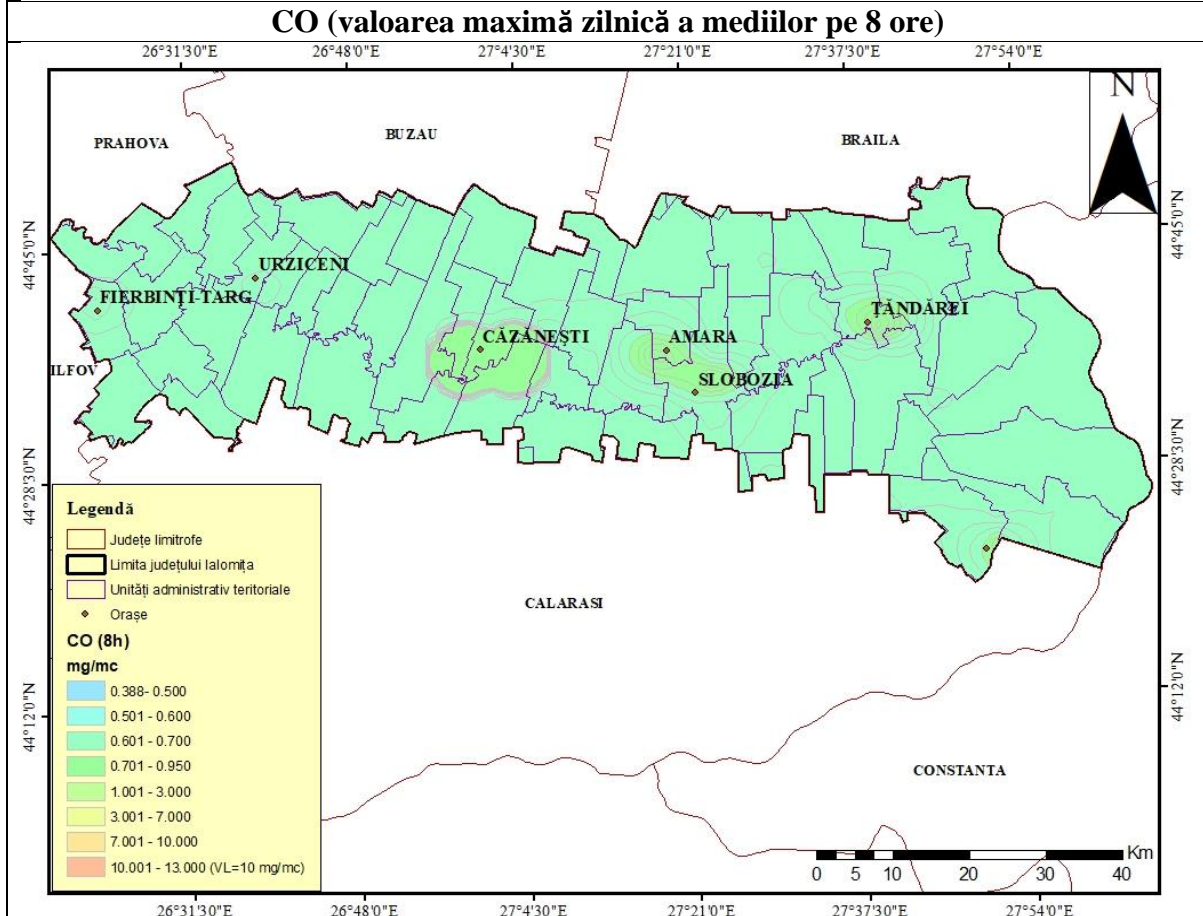 CO (valoarea maximă zilnică a mediilor pe 8 ore)
26°31'30"E 26°48'0"E 27°4'30"E 27°21'0"E 27°37'30"E 27°54'0"E
N
PRAHOVA
BUZAU
BRAILA
44°45'0"N
44°45'0"N
URZICENI
FIERBINȚI-TARG
ȚĂNDĂREI
CĂZĂNEȘTI
AMARA
ILFOV
SLOBOZIA
44°28'30"N
44°28'30"N
Legendă
Județe limitrofe
Limita județului Ialomița
Unități administrativ teritoriale
Orașe
CO (8h)
mg/mc
0.388- 0.500
0.501 - 0.600
0.601 - 0.700
0.701 - 0.950
1.001 - 3.000
3.001 - 7.000
7.001 - 10.000
10.001 - 13.000 (VL=10 mg/mc)
CALARASI
44°12'0"N
44°12'0"N
CONSTANTA
Km
0 5 10 20 30 40
26°31'30"E 26°48'0"E 27°4'30"E 27°21'0"E 27°37'30"E 27°54'0"E